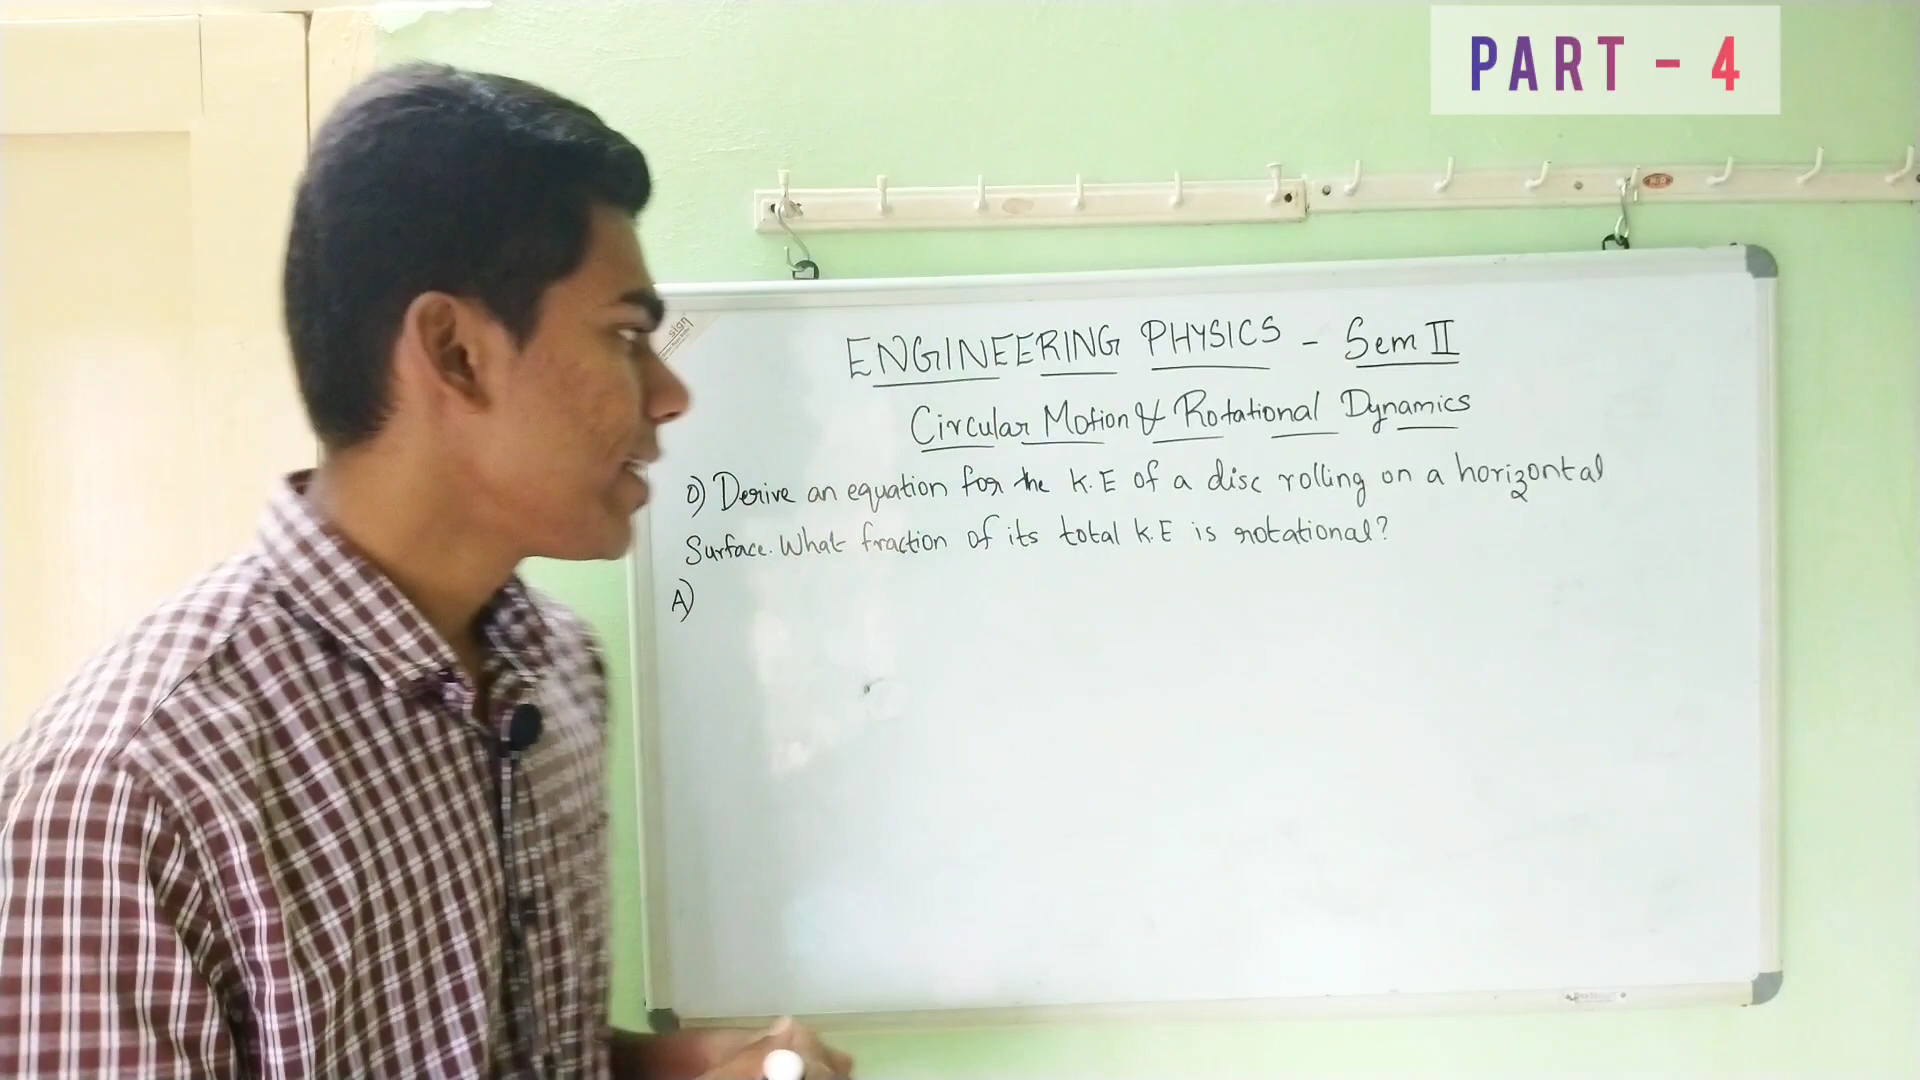 PART - 4
sign
ENGINEERING PHYSICS - Sem II
Circular Motion & Rotational Dynamics
Q) Derive an equation for the K.E of a disc rolling on a horizontal
Surface. What fraction of its total K.E is rotational?
A)